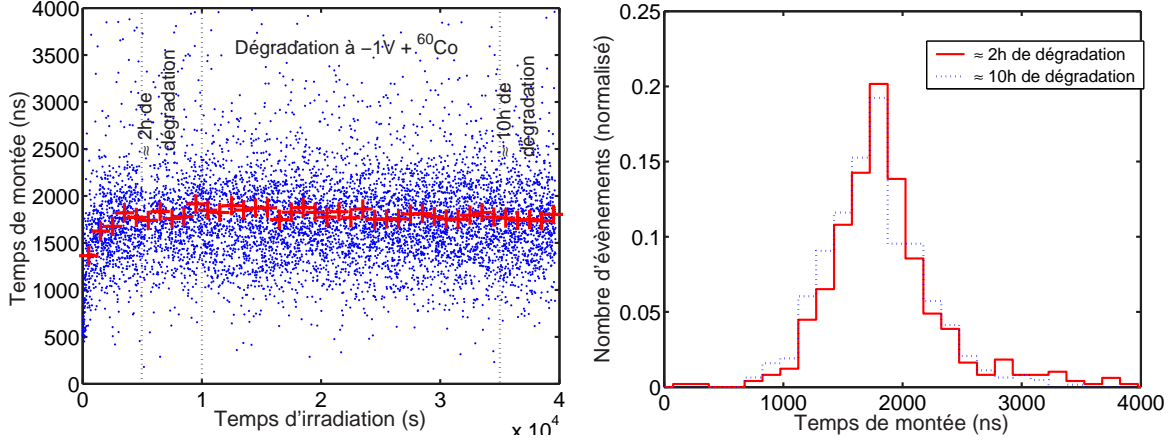 4000
3500
3000
2500
2000
1500
1000
500
0
Temps de montée (ns)
Dégradation à −1V + ⁶⁰Co
≈ 2h de
dégradation
≈ 10h de
dégradation
0 1 2 3 4
x 10⁴
Temps d'irradiation (s)
0.25
0.2
0.15
0.1
0.05
0
Nombre d'évènements (normalisé)
≈ 2h de dégradation
≈ 10h de dégradation
0 1000 2000 3000 4000
Temps de montée (ns)